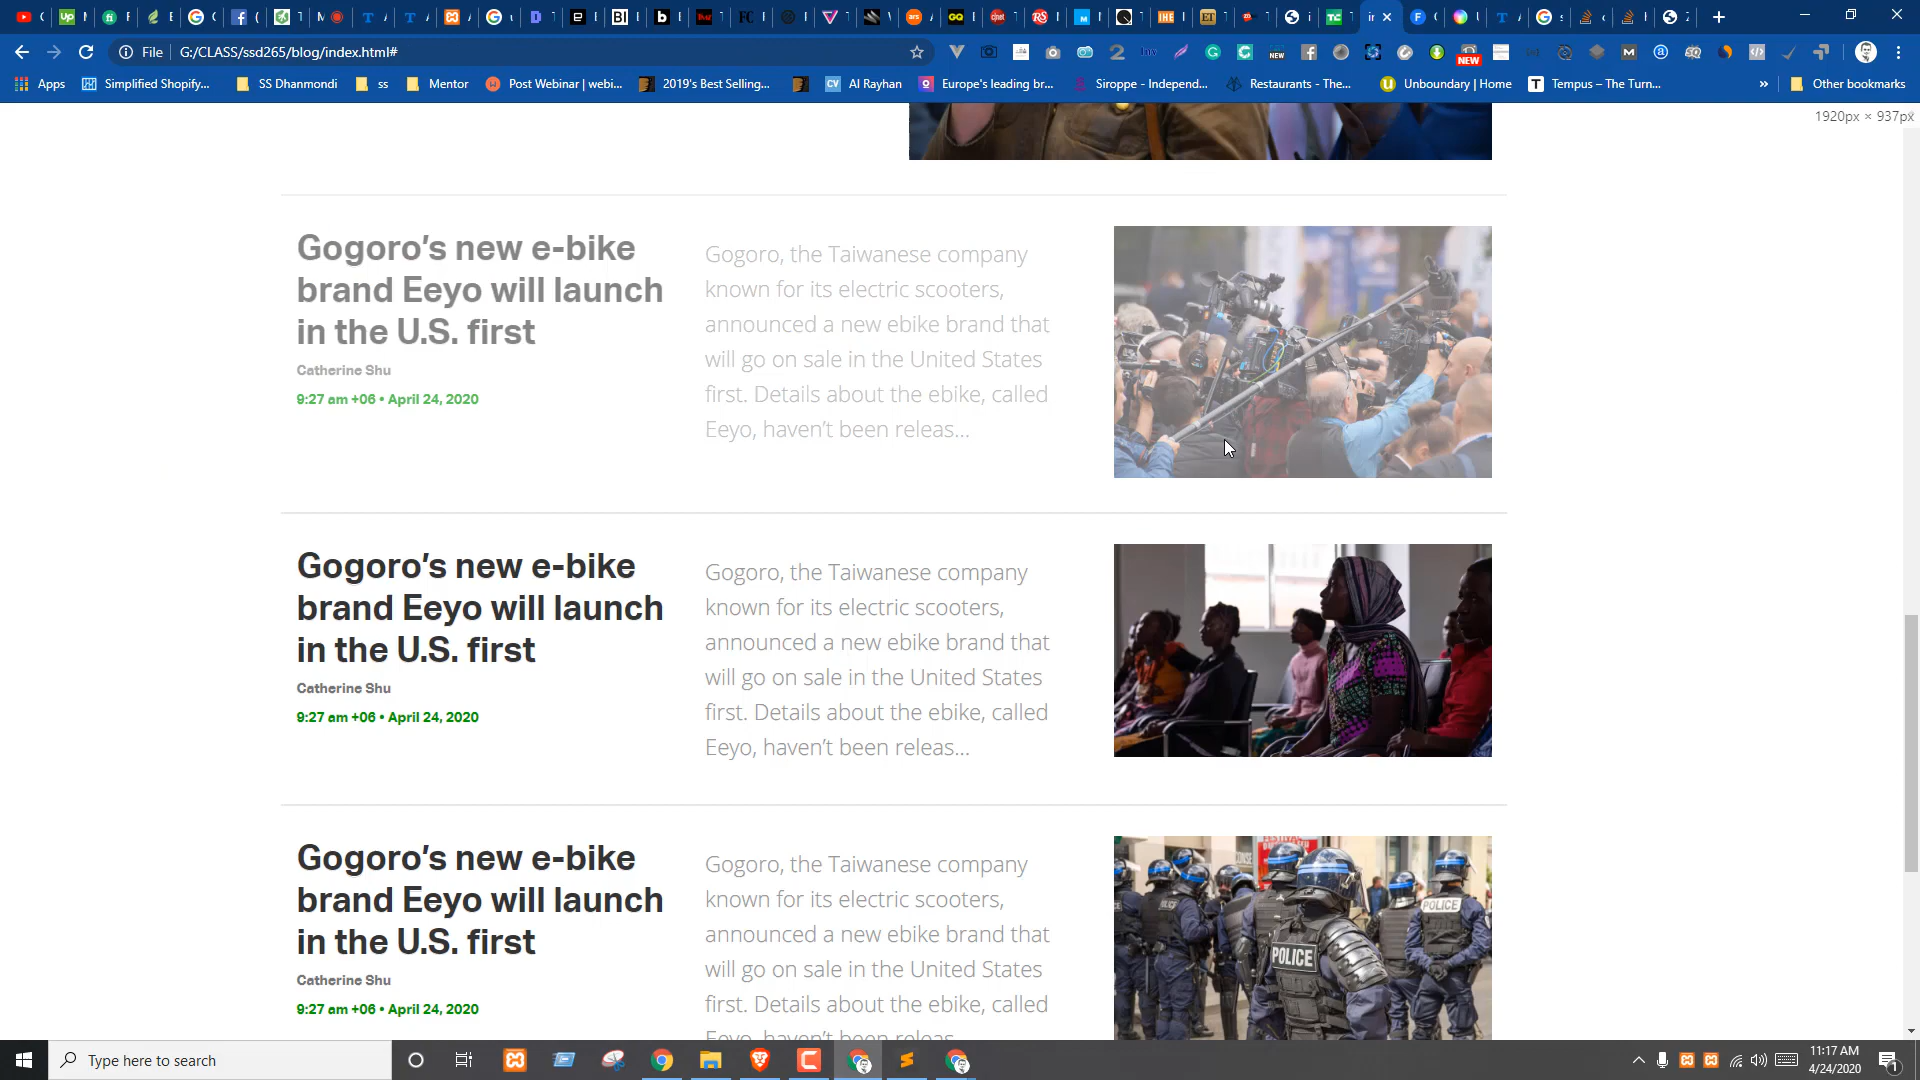 File
G:/CLASS/ssd265/blog/index.html#
Apps
Simplified Shopify...
SS Dhanmondi
ss
Mentor
Post Webinar | webi...
2019's Best Selling...
CV
Al Rayhan
Europe's leading br...
Siroppe - Independ...
Restaurants - The...
Unboundary | Home
Tempus – The Turn...
»
Other bookmarks
1920px × 937px
Gogoro’s new e-bike
brand Eeyo will launch
in the U.S. first
Catherine Shu
9:27 am +06 • April 24, 2020
Gogoro, the Taiwanese company
known for its electric scooters,
announced a new ebike brand that
will go on sale in the United States
first. Details about the ebike, called
Eeyo, haven’t been releas...
Gogoro’s new e-bike
brand Eeyo will launch
in the U.S. first
Catherine Shu
9:27 am +06 • April 24, 2020
Gogoro, the Taiwanese company
known for its electric scooters,
announced a new ebike brand that
will go on sale in the United States
first. Details about the ebike, called
Eeyo, haven’t been releas...
Gogoro’s new e-bike
brand Eeyo will launch
in the U.S. first
Catherine Shu
9:27 am +06 • April 24, 2020
Gogoro, the Taiwanese company
known for its electric scooters,
announced a new ebike brand that
will go on sale in the United States
first. Details about the ebike, called
Eeyo, haven’t been releas...
POLICE
POLICE
Type here to search
11:17 AM
4/24/2020